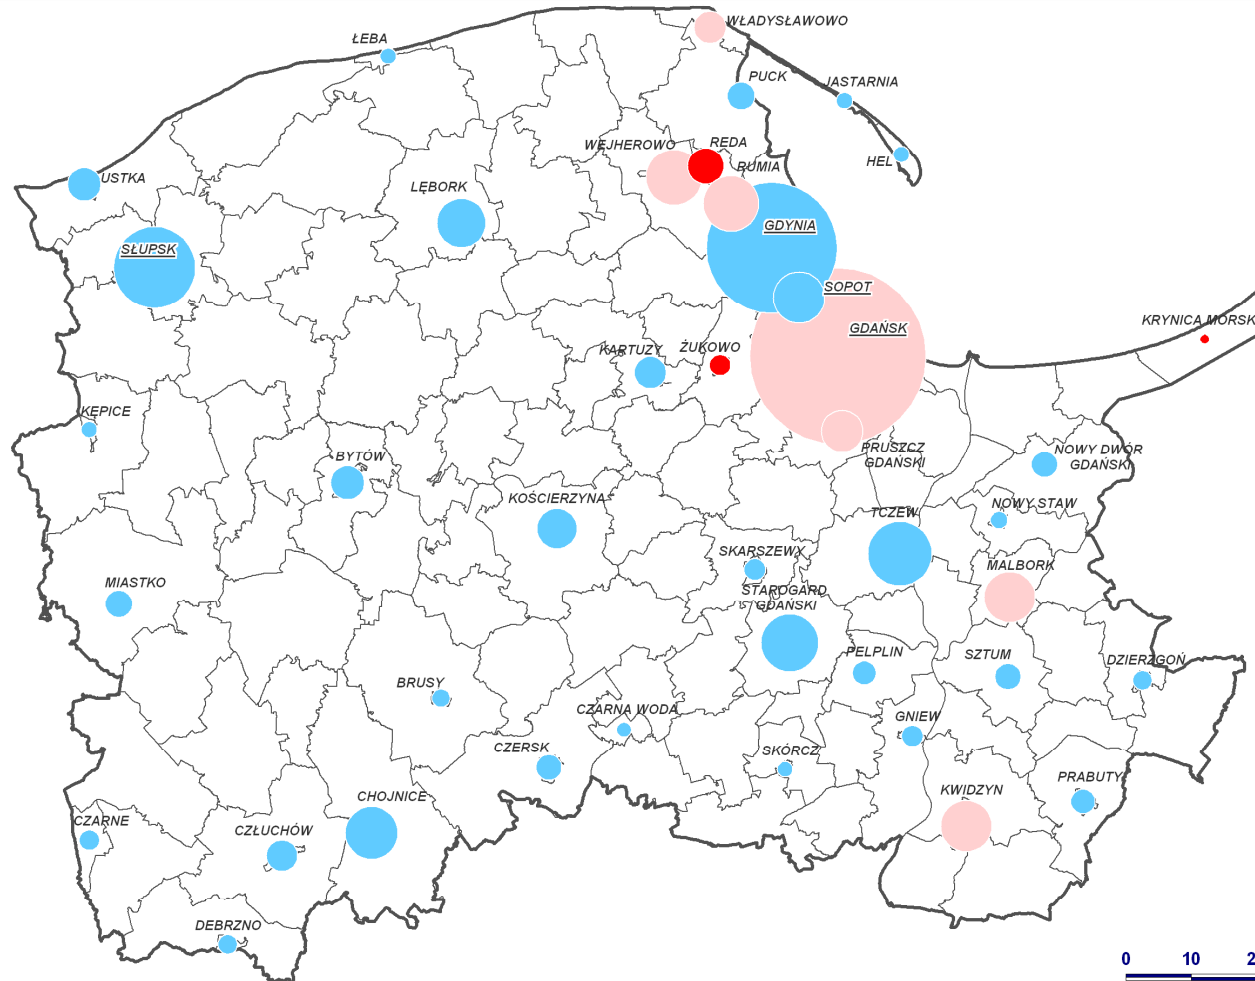 WŁADYSŁAWOWO
ŁEBA
PUCK
JASTARNIA
WEJHEROWO
REDA
RUMIA
HEL
USTKA
LĘBORK
GDYNIA
SŁUPSK
SOPOT
GDAŃSK
KRYNICA MORSK
KARTUZY
ŻUKOWO
KĘPICE
BYTÓW
PRUSZCZ
GDAŃSKI
NOWY DWÓR
GDAŃSKI
KOŚCIERZYNA
NOWY STAW
TCZEW
SKARSZEWY
MALBORK
MIASTKO
STAROGARD
GDAŃSKI
PELPLIN
SZTUM
DZIERZGOŃ
BRUSY
CZARNA WODA
GNIEW
CZERSK
SKÓRCZ
PRABUTY
CHOJNICE
KWIDZYN
CZARNE
CZŁUCHÓW
DEBRZNO
0 10 2